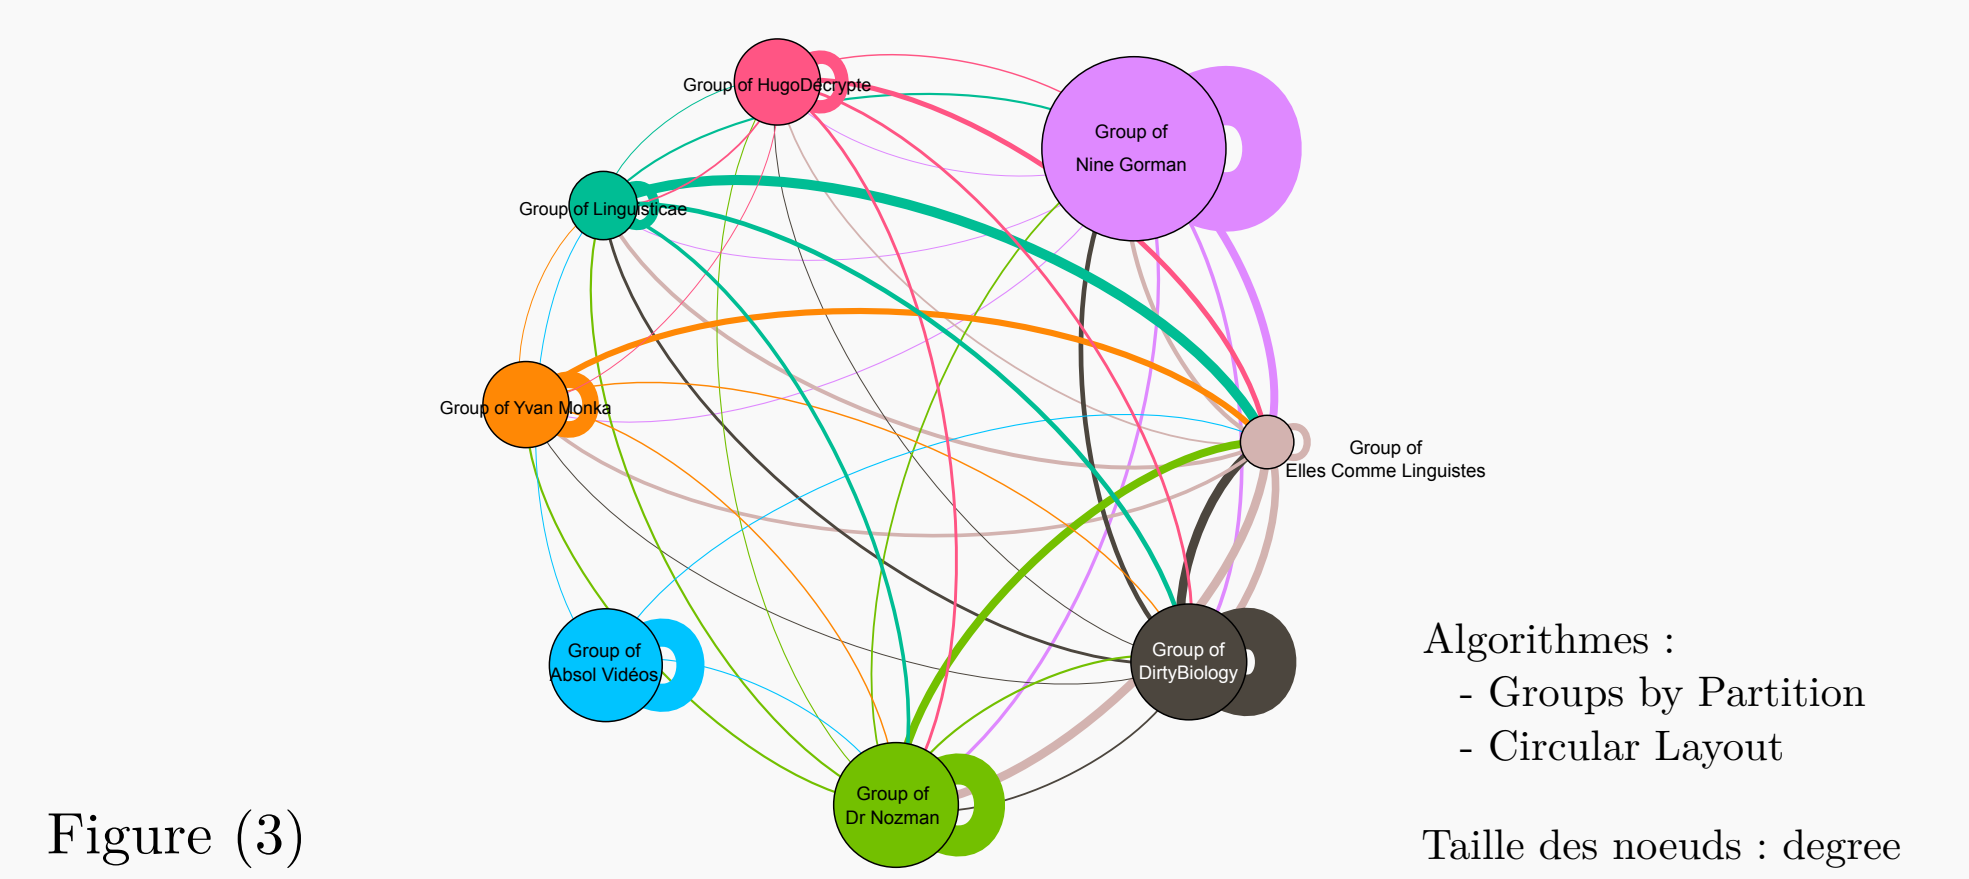 Group of HugoDécrypte
Group of
Nine Gorman
Group of Linguisticae
Group of Yvan Monka
Group of
Elles Comme Linguistes
Group of
Absol Vidéos
Group of
DirtyBiology
Group of
Dr Nozman
Algorithmes :
- Groups by Partition
- Circular Layout
Taille des noeuds : degree
Figure (3)